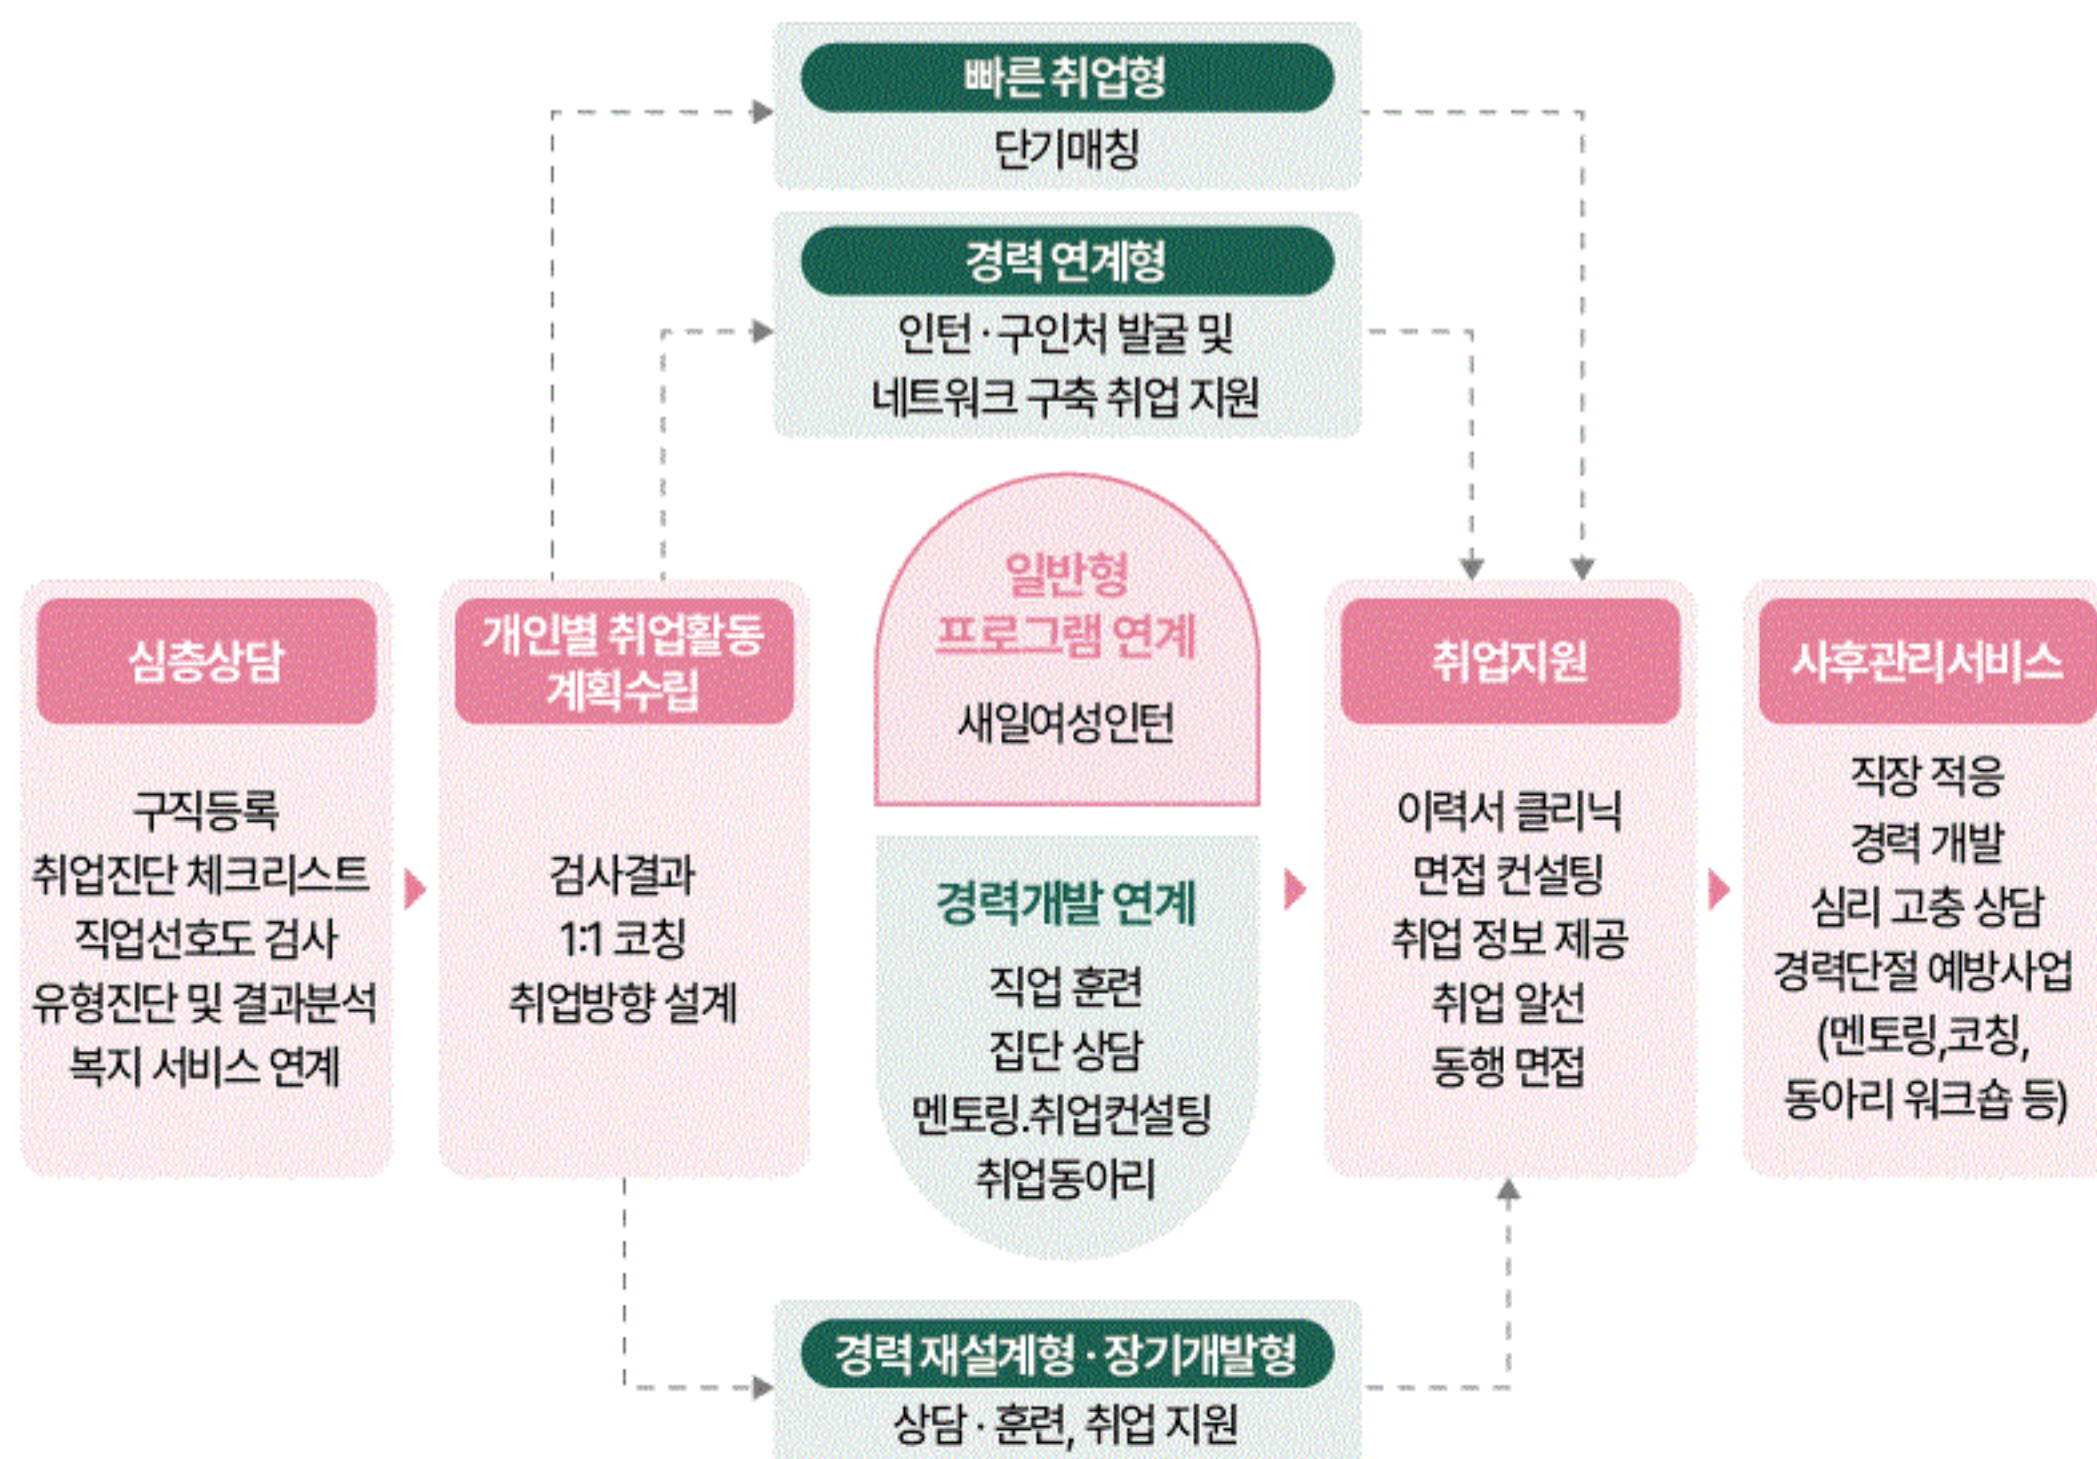 빠른 취업형
단기매칭
경력 연계형
인턴 · 구인처 발굴 및
네트워크 구축 취업 지원
심층상담
구직등록
취업진단 체크리스트
직업선호도 검사
유형진단 및 결과분석
복지 서비스 연계
개인별 취업활동
계획수립
검사결과
1:1 코칭
취업방향 설계
일반형
프로그램 연계
새일여성인턴
경력개발 연계
직업 훈련
집단 상담
멘토링.취업컨설팅
취업동아리
취업지원
이력서 클리닉
면접 컨설팅
취업 정보 제공
취업 알선
동행 면접
사후관리서비스
직장 적응
경력 개발
심리 고충 상담
경력단절 예방사업
(멘토링,코칭,
동아리 워크숍 등)
경력 재설계형 · 장기개발형
상담 · 훈련, 취업 지원